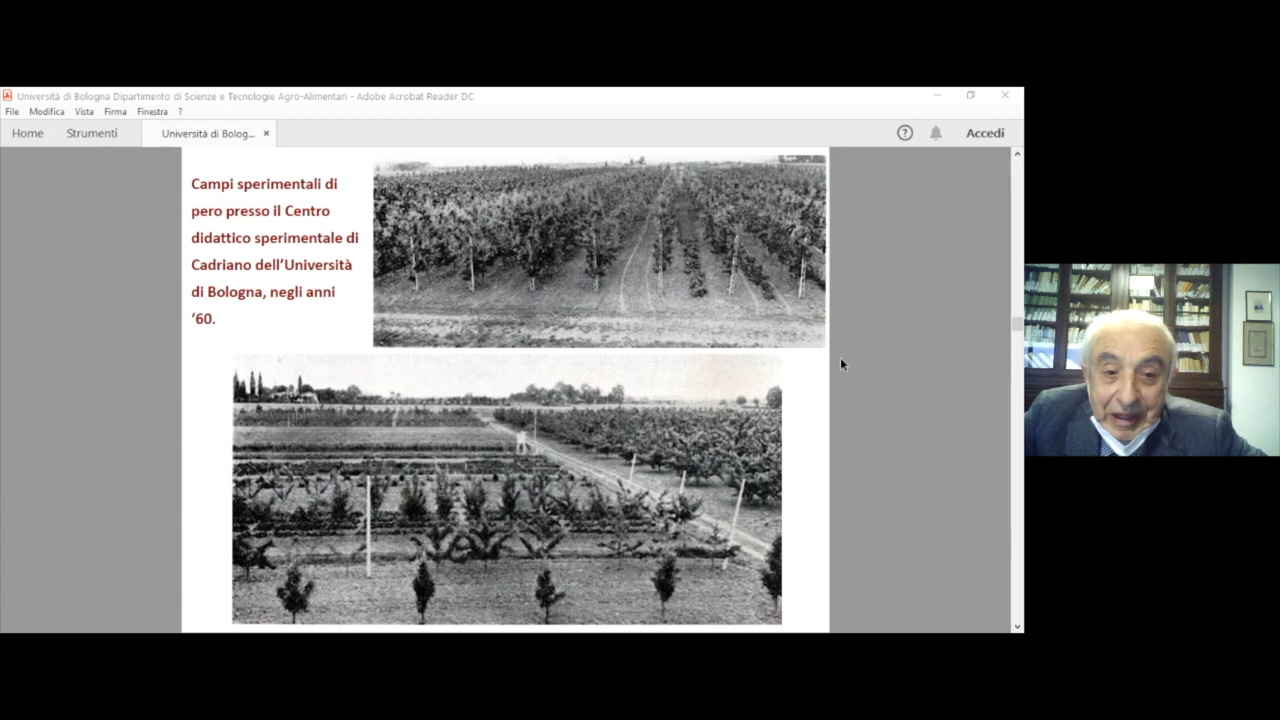 Università di Bologna Dipartimento di Scienze e Tecnologie Agro-Alimentari - Adobe Acrobat Reader DC
File Modifica Vista Firma Finestra ?
Home Strumenti Università di Bolog... × ? Accedi
Campi sperimentali di
pero presso il Centro
didattico sperimentale di
Cadriano dell’Università
di Bologna, negli anni
‘60.